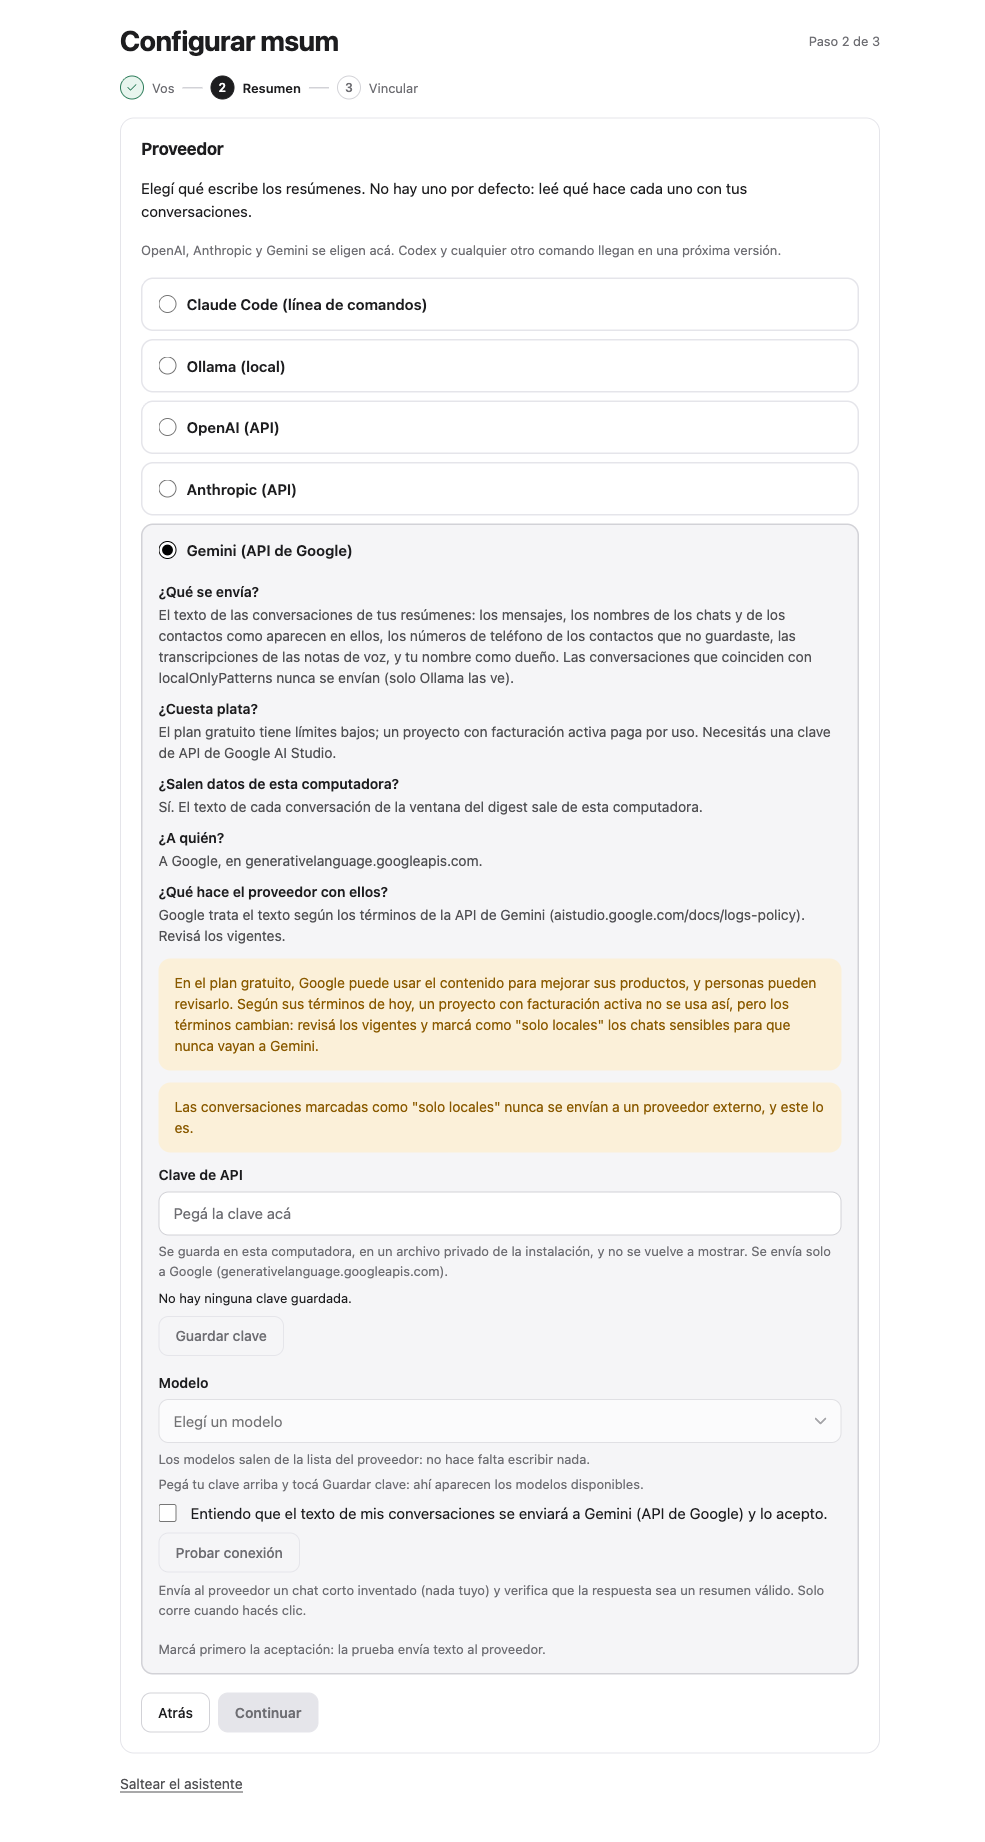 Configurar msum
Paso 2 de 3
Vos
2 Resumen
3 Vincular
Proveedor
Elegí qué escribe los resúmenes. No hay uno por defecto: leé qué hace cada uno con tus
conversaciones.
OpenAI, Anthropic y Gemini se eligen acá. Codex y cualquier otro comando llegan en una próxima versión.
Claude Code (línea de comandos)
Ollama (local)
OpenAI (API)
Anthropic (API)
Gemini (API de Google)
¿Qué se envía?
El texto de las conversaciones de tus resúmenes: los mensajes, los nombres de los chats y de los
contactos como aparecen en ellos, los números de teléfono de los contactos que no guardaste, las
transcripciones de las notas de voz, y tu nombre como dueño. Las conversaciones que coinciden con
localOnlyPatterns nunca se envían (solo Ollama las ve).
¿Cuesta plata?
El plan gratuito tiene límites bajos; un proyecto con facturación activa paga por uso. Necesitás una clave
de API de Google AI Studio.
¿Salen datos de esta computadora?
Sí. El texto de cada conversación de la ventana del digest sale de esta computadora.
¿A quién?
A Google, en generativelanguage.googleapis.com.
¿Qué hace el proveedor con ellos?
Google trata el texto según los términos de la API de Gemini (aistudio.google.com/docs/logs-policy).
Revisá los vigentes.
En el plan gratuito, Google puede usar el contenido para mejorar sus productos, y personas pueden
revisarlo. Según sus términos de hoy, un proyecto con facturación activa no se usa así, pero los
términos cambian: revisá los vigentes y marcá como "solo locales" los chats sensibles para que
nunca vayan a Gemini.
Las conversaciones marcadas como "solo locales" nunca se envían a un proveedor externo, y este lo
es.
Clave de API
Pegá la clave acá
Se guarda en esta computadora, en un archivo privado de la instalación, y no se vuelve a mostrar. Se envía solo
a Google (generativelanguage.googleapis.com).
No hay ninguna clave guardada.
Guardar clave
Modelo
Elegí un modelo
Los modelos salen de la lista del proveedor: no hace falta escribir nada.
Pegá tu clave arriba y tocá Guardar clave: ahí aparecen los modelos disponibles.
Entiendo que el texto de mis conversaciones se enviará a Gemini (API de Google) y lo acepto.
Probar conexión
Envía al proveedor un chat corto inventado (nada tuyo) y verifica que la respuesta sea un resumen válido. Solo
corre cuando hacés clic.
Marcá primero la aceptación: la prueba envía texto al proveedor.
Atrás
Continuar
Saltear el asistente